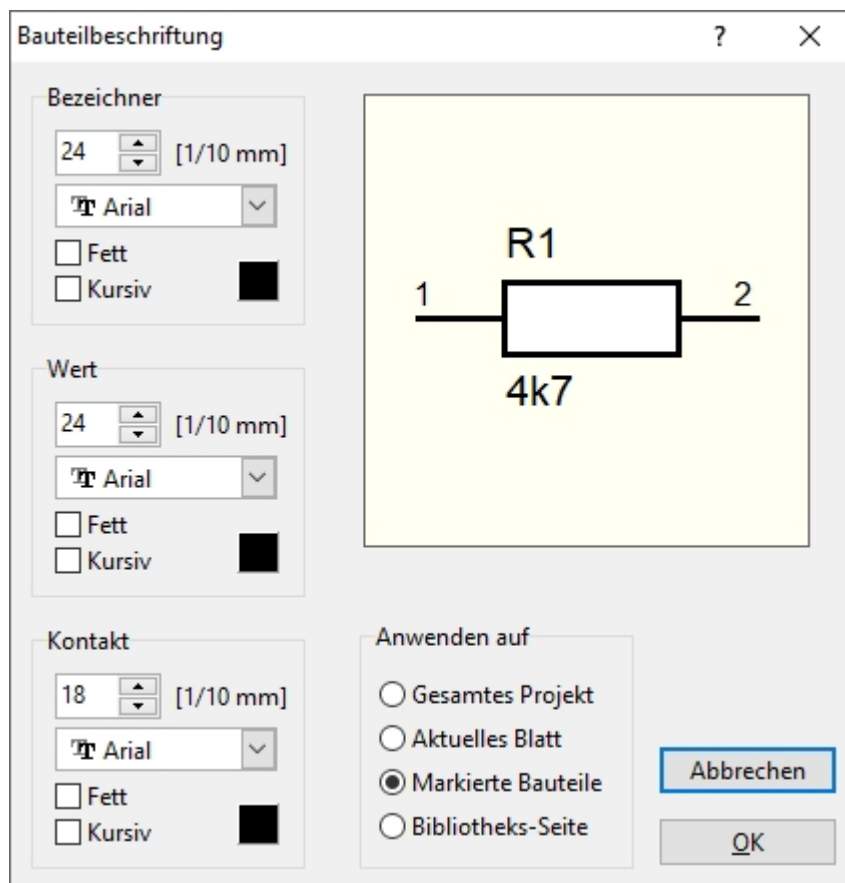 Bauteilbeschriftung ?
Bezeichner
24 [1/10 mm]
Arial
Fett
Kursiv
Wert
24 [1/10 mm]
Arial
Fett
Kursiv
Kontakt
18 [1/10 mm]
Arial
Fett
Kursiv
R1
1 2
4k7
Anwenden auf
Gesamtes Projekt
Aktuelles Blatt
Markierte Bauteile
Bibliotheks-Seite
Abbrechen
OK